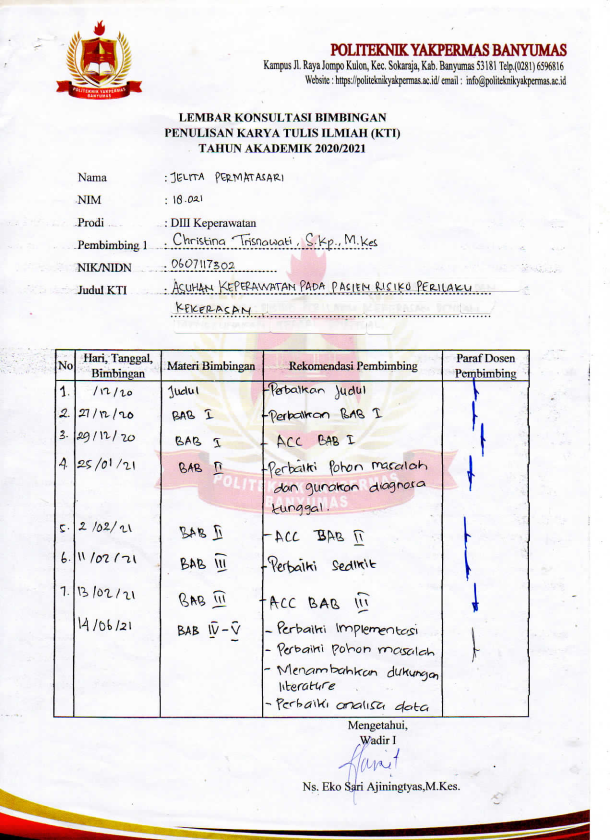 POLITEKNIK YAKPERMAS BANYUMAS
Kampus Jl. Raya Jompo Kulon, Kec. Sokaraja, Kab. Banyumas 53181 Telp.(0281) 6596816
Website : https://politeknikyakpermas.ac.id/ email : info@politeknikyakpermas.ac.id
POLITEKNIK YAKPERMAS
BANYUMAS
LEMBAR KONSULTASI BIMBINGAN
PENULISAN KARYA TULIS ILMIAH (KTI)
TAHUN AKADEMIK 2020/2021
Nama : JELITA PERMATASARI
NIM : 18.021
Prodi : DIII Keperawatan
Pembimbing 1 : Christina Trisnawati, S.Kp., M.Kes
NIK/NIDN : 0607117302
Judul KTI : ASUHAN KEPERAWATAN PADA PASIEN RISIKO PERILAKU
KEKERASAN
No Hari, Tanggal, Bimbingan Materi Bimbingan Rekomendasi Pembimbing Paraf Dosen Pembimbing
1. /12/20 Judul - Perbaikan Judul
2. 27/12/20 BAB I - Perbaikan BAB I
3. 29/12/20 BAB I - ACC BAB I
4. 25/01/21 BAB II - Perbaiki Pohon masalah
dan gunakan diagnosa
tunggal.
5. 2/02/21 BAB II - ACC BAB II
6. 11/02/21 BAB III - Perbaiki Sedikit
7. 13/02/21 BAB III - ACC BAB III
14/06/21 BAB IV - V - Perbaiki Implementasi
- Perbaiki pohon masalah
- Menambahkan dukungan
literature
- Perbaiki analisa data
POLITEKNIK YAKPERMAS
BANYUMAS
Mengetahui,
Wadir I
Ns. Eko Sari Ajiningtyas,M.Kes.